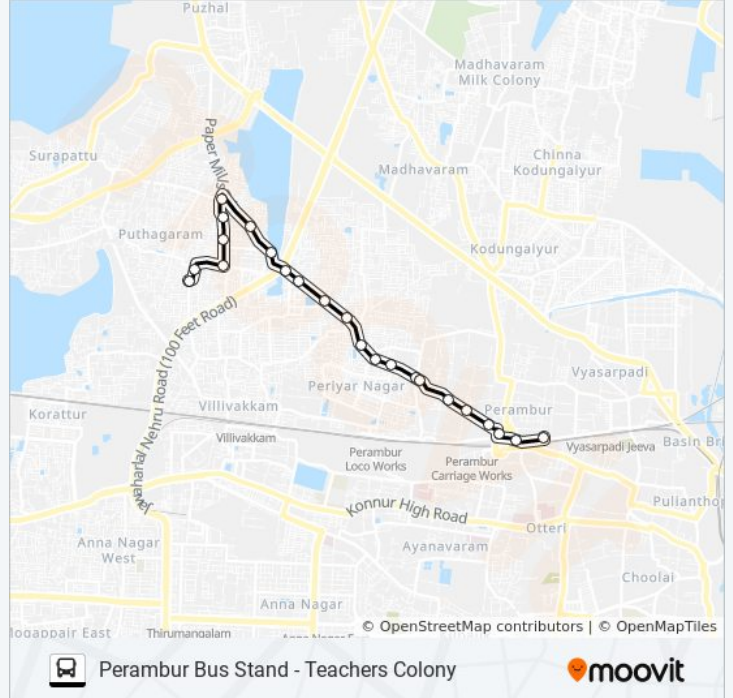 Puzhal
Madhavaram
Milk Colony
Paper Mills
Surapattu
Chinna
Kodungaiyur
Madhavaram
Puthagaram
Kodungaiyur
Jawaharlal Nehru Road (100 Feet Road)
Vyasarpadi
Periyar Nagar
Korattur
Villivakkam
Perambur
Villivakkam
Vyasarpadi Jeeva
Basin Bri
Perambur
Loco Works
Perambur
Carriage Works
Pulianthop
Konnur High Road
Otteri
Anna Nagar
West
Ayanavaram
Choolai
Anna Nagar
Mogappair East
Thirumangalam
© OpenStreetMap contributors | © OpenMapTiles
Perambur Bus Stand - Teachers Colony
moovit